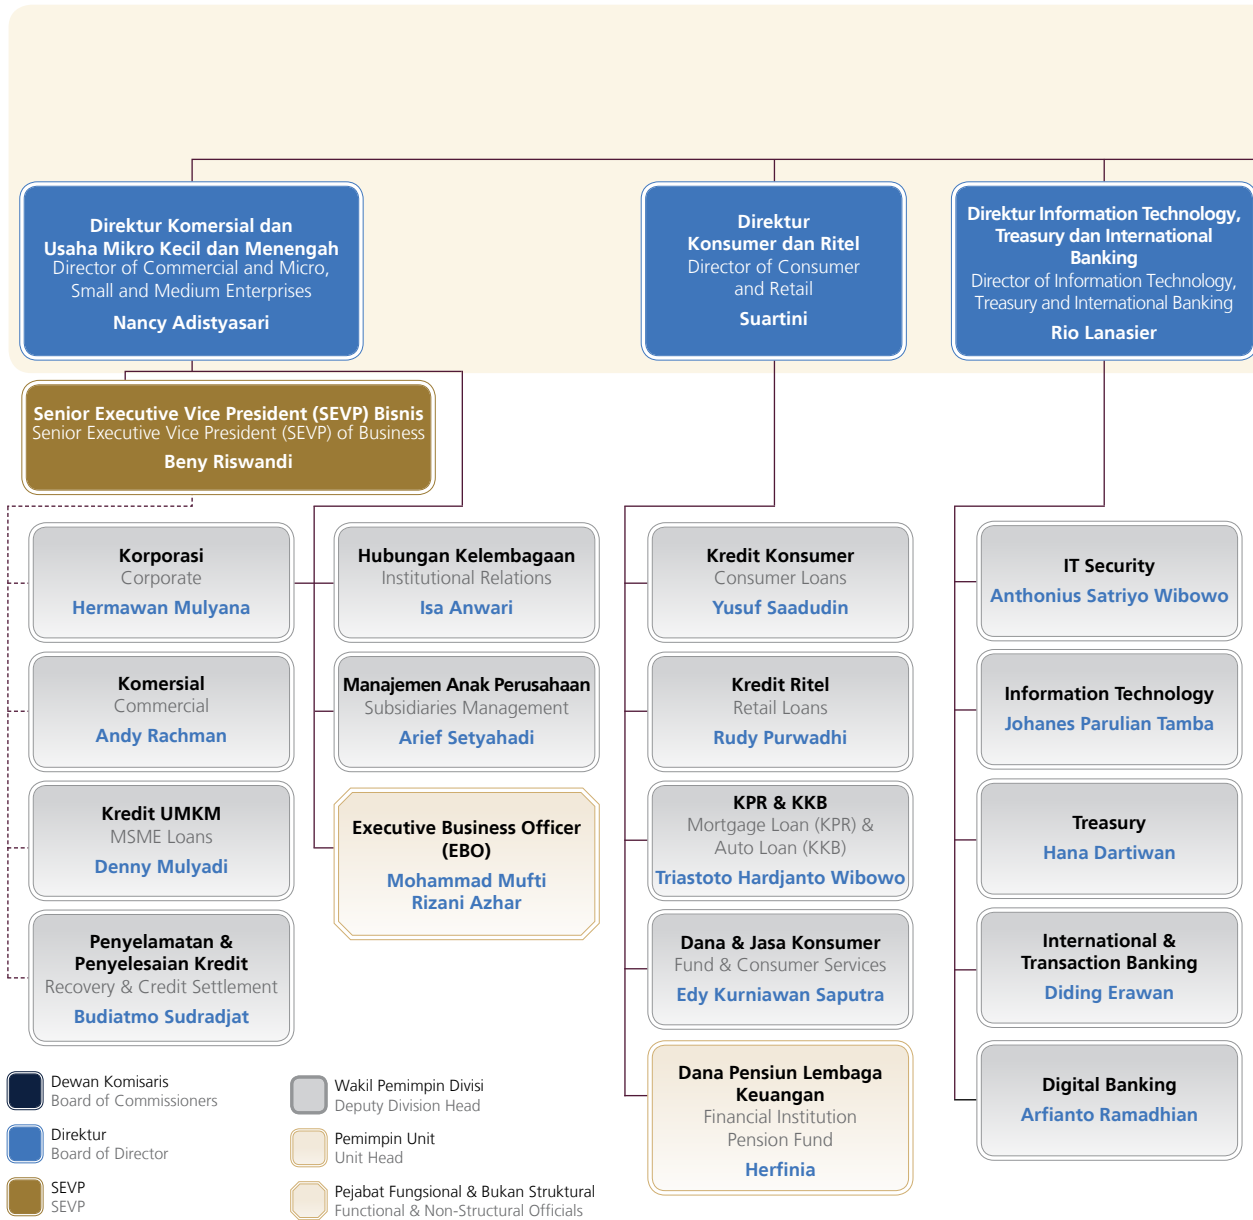 Direktur Komersial dan
Usaha Mikro Kecil dan Menengah
Director of Commercial and Micro,
Small and Medium Enterprises
Nancy Adistyasari
Direktur
Konsumer dan Ritel
Director of Consumer
and Retail
Suartini
Direktur Information Technology,
Treasury dan International
Banking
Director of Information Technology,
Treasury and International Banking
Rio Lanasier
Senior Executive Vice President (SEVP) Bisnis
Senior Executive Vice President (SEVP) of Business
Beny Riswandi
Korporasi
Corporate
Hermawan Mulyana
Komersial
Commercial
Andy Rachman
Kredit UMKM
MSME Loans
Denny Mulyadi
Penyelamatan &
Penyelesaian Kredit
Recovery & Credit Settlement
Budiatmo Sudradjat
Hubungan Kelembagaan
Institutional Relations
Isa Anwari
Manajemen Anak Perusahaan
Subsidiaries Management
Arief Setyahadi
Executive Business Officer
(EBO)
Mohammad Mufti
Rizani Azhar
Kredit Konsumer
Consumer Loans
Yusuf Saadudin
Kredit Ritel
Retail Loans
Rudy Purwadhi
KPR & KKB
Mortgage Loan (KPR) &
Auto Loan (KKB)
Triastoto Hardjanto Wibowo
Dana & Jasa Konsumer
Fund & Consumer Services
Edy Kurniawan Saputra
Dana Pensiun Lembaga
Keuangan
Financial Institution
Pension Fund
Herfinia
IT Security
Anthonius Satriyo Wibowo
Information Technology
Johanes Parulian Tamba
Treasury
Hana Dartiwan
International &
Transaction Banking
Diding Erawan
Digital Banking
Arfianto Ramadhian
Dewan Komisaris
Board of Commissioners
Direktur
Board of Director
SEVP
SEVP
Wakil Pemimpin Divisi
Deputy Division Head
Pemimpin Unit
Unit Head
Pejabat Fungsional & Bukan Struktural
Functional & Non-Structural Officials